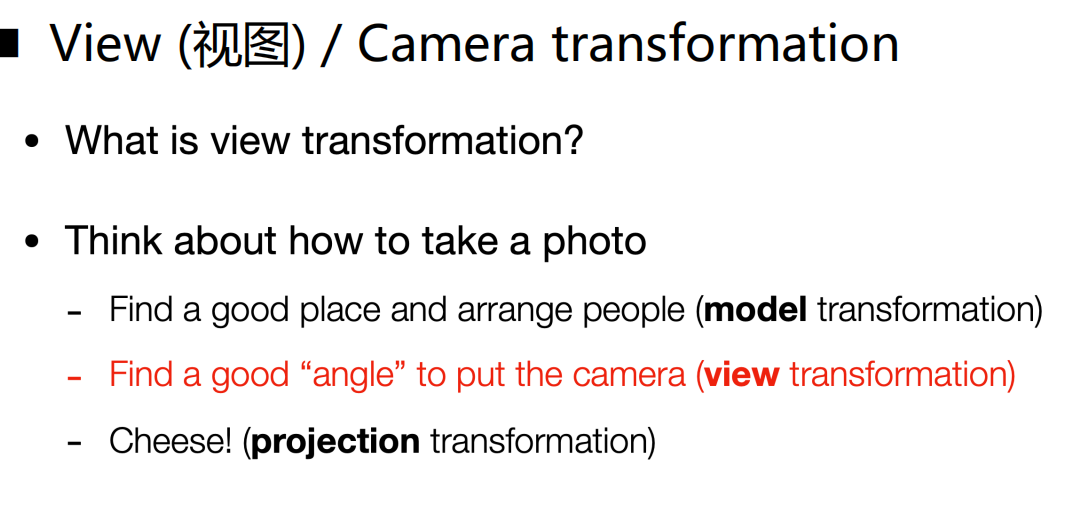 ■ View (视图) / Camera transformation
• What is view transformation?
• Think about how to take a photo
- Find a good place and arrange people (model transformation)
- Find a good “angle” to put the camera (view transformation)
- Cheese! (projection transformation)